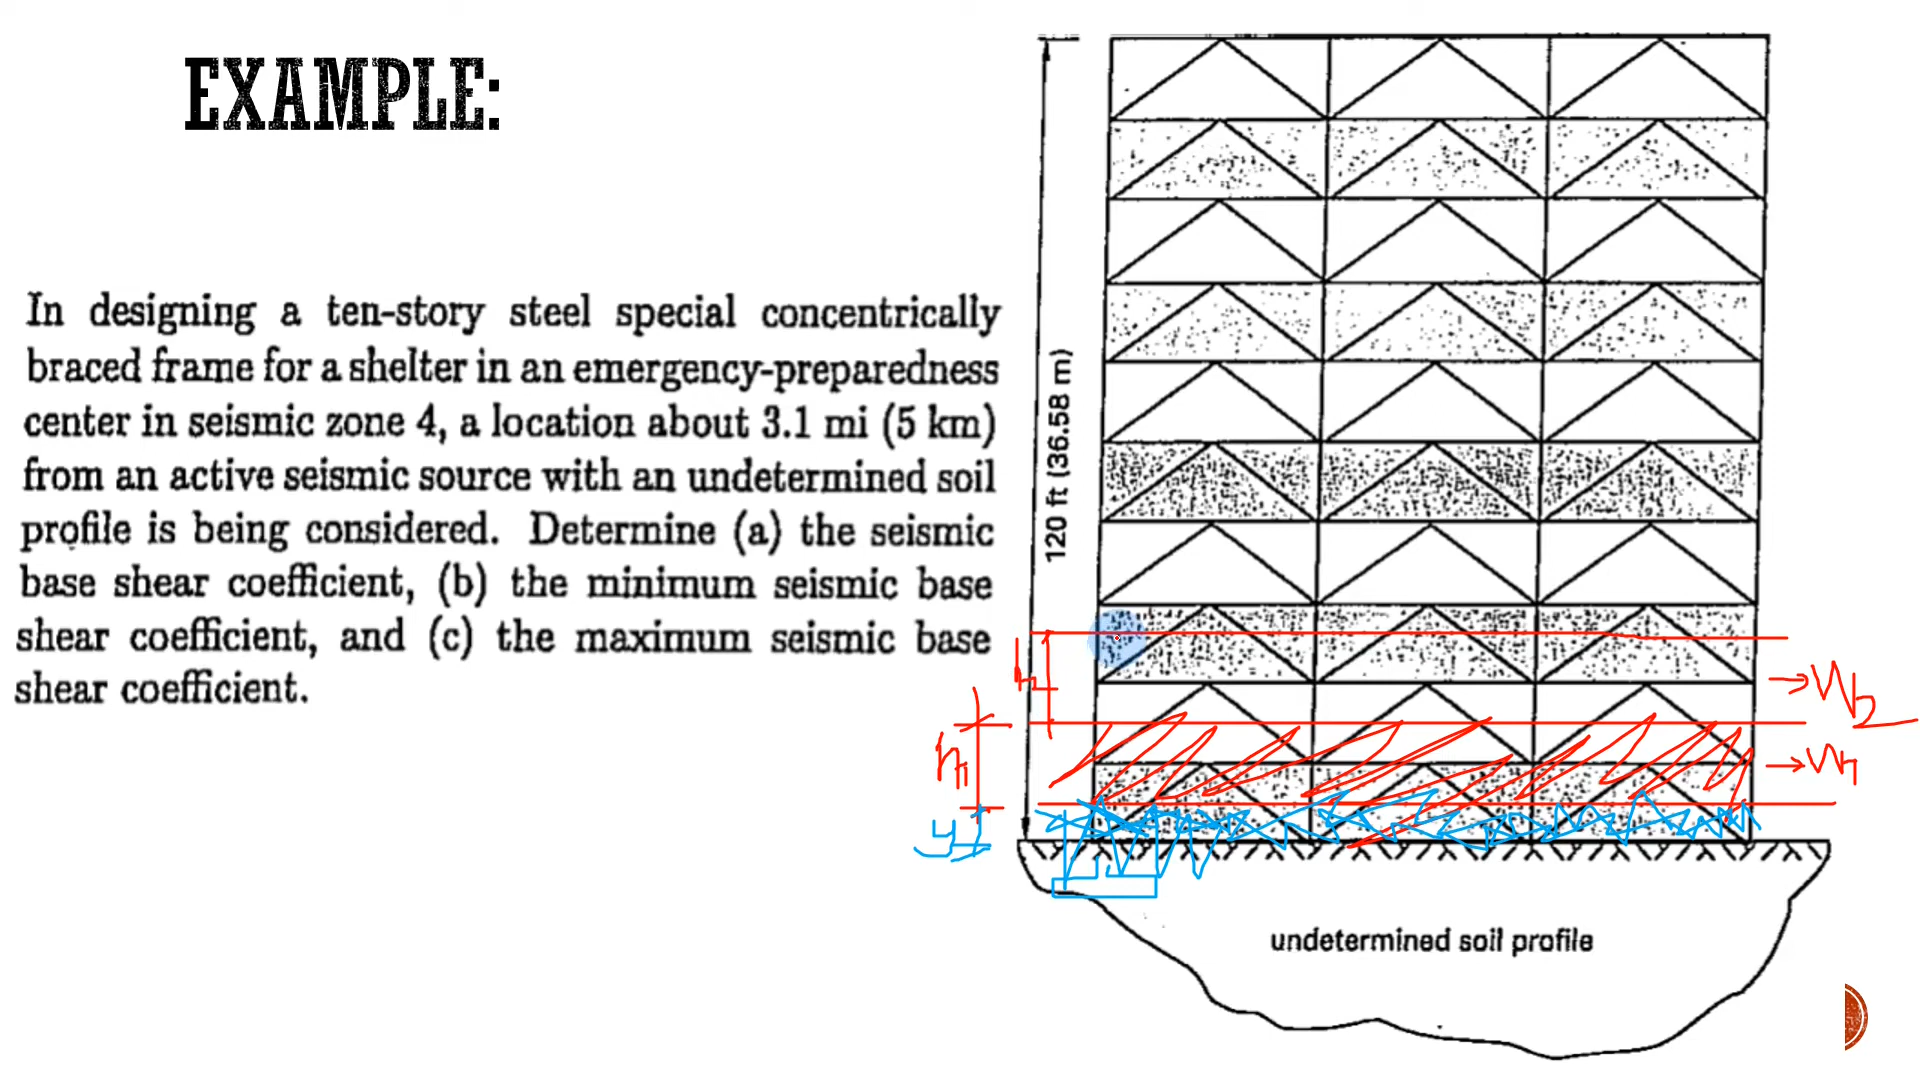 EXAMPLE:
In designing a ten-story steel special concentrically
braced frame for a shelter in an emergency-preparedness
center in seismic zone 4, a location about 3.1 mi (5 km)
from an active seismic source with an undetermined soil
profile is being considered. Determine (a) the seismic
base shear coefficient, (b) the minimum seismic base
shear coefficient, and (c) the maximum seismic base
shear coefficient.
120 ft (36.58 m)
W2
h1
W1
undetermined soil profile